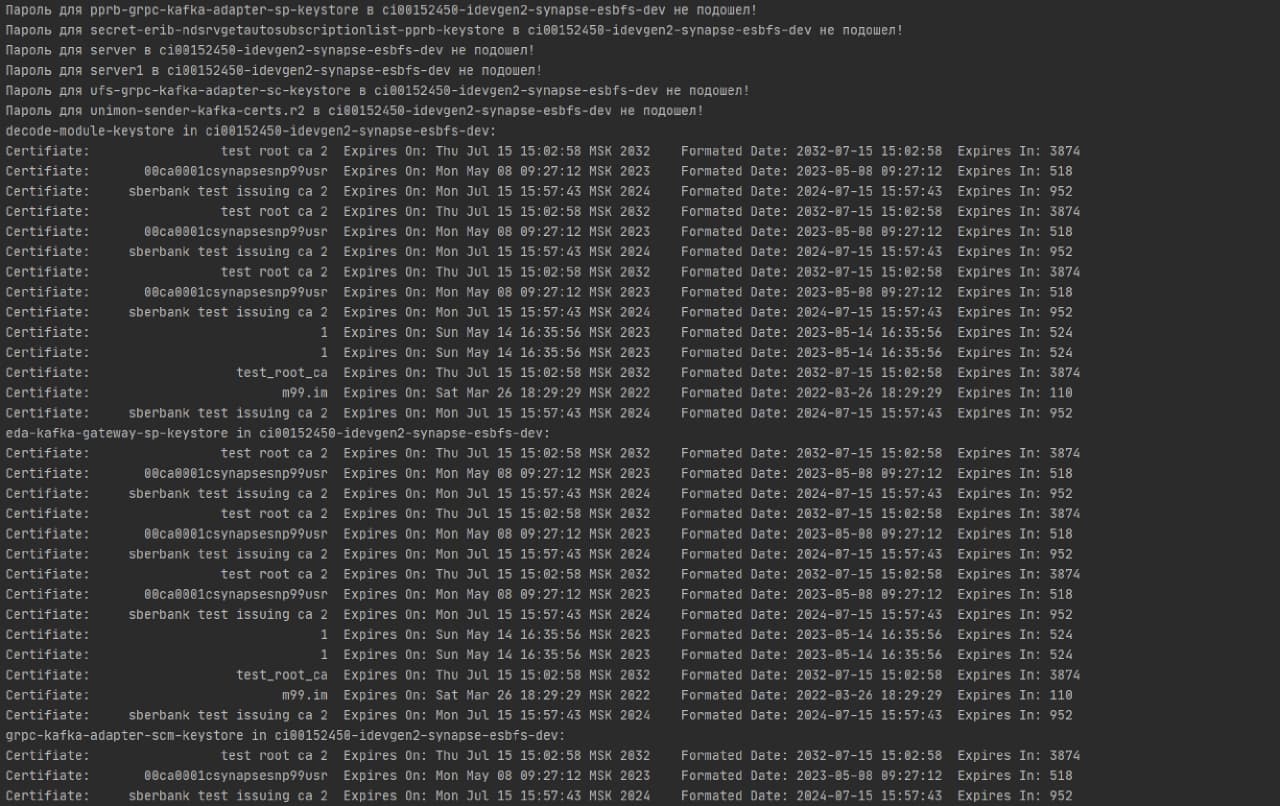 Пароль для pprb-grpc-kafka-adapter-sp-keystore в ci00152450-idevgen2-synapse-esbfs-dev не подошел!
Пароль для secret-erib-ndsrvgetautosubscriptionlist-pprb-keystore в ci00152450-idevgen2-synapse-esbfs-dev не подошел!
Пароль для server в ci00152450-idevgen2-synapse-esbfs-dev не подошел!
Пароль для server1 в ci00152450-idevgen2-synapse-esbfs-dev не подошел!
Пароль для ufs-grpc-kafka-adapter-sc-keystore в ci00152450-idevgen2-synapse-esbfs-dev не подошел!
Пароль для unimon-sender-kafka-certs.r2 в ci00152450-idevgen2-synapse-esbfs-dev не подошел!
decode-module-keystore in ci00152450-idevgen2-synapse-esbfs-dev:
Certifiate: test root ca 2 Expires On: Thu Jul 15 15:02:58 MSK 2032 Formated Date: 2032-07-15 15:02:58 Expires In: 3874
Certifiate: 00ca0001csynapsesnp99usr Expires On: Mon May 08 09:27:12 MSK 2023 Formated Date: 2023-05-08 09:27:12 Expires In: 518
Certifiate: sberbank test issuing ca 2 Expires On: Mon Jul 15 15:57:43 MSK 2024 Formated Date: 2024-07-15 15:57:43 Expires In: 952
Certifiate: test root ca 2 Expires On: Thu Jul 15 15:02:58 MSK 2032 Formated Date: 2032-07-15 15:02:58 Expires In: 3874
Certifiate: 00ca0001csynapsesnp99usr Expires On: Mon May 08 09:27:12 MSK 2023 Formated Date: 2023-05-08 09:27:12 Expires In: 518
Certifiate: sberbank test issuing ca 2 Expires On: Mon Jul 15 15:57:43 MSK 2024 Formated Date: 2024-07-15 15:57:43 Expires In: 952
Certifiate: test root ca 2 Expires On: Thu Jul 15 15:02:58 MSK 2032 Formated Date: 2032-07-15 15:02:58 Expires In: 3874
Certifiate: 00ca0001csynapsesnp99usr Expires On: Mon May 08 09:27:12 MSK 2023 Formated Date: 2023-05-08 09:27:12 Expires In: 518
Certifiate: sberbank test issuing ca 2 Expires On: Mon Jul 15 15:57:43 MSK 2024 Formated Date: 2024-07-15 15:57:43 Expires In: 952
Certifiate: 1 Expires On: Sun May 14 16:35:56 MSK 2023 Formated Date: 2023-05-14 16:35:56 Expires In: 524
Certifiate: 1 Expires On: Sun May 14 16:35:56 MSK 2023 Formated Date: 2023-05-14 16:35:56 Expires In: 524
Certifiate: test_root_ca Expires On: Thu Jul 15 15:02:58 MSK 2032 Formated Date: 2032-07-15 15:02:58 Expires In: 3874
Certifiate: m99.im Expires On: Sat Mar 26 18:29:29 MSK 2022 Formated Date: 2022-03-26 18:29:29 Expires In: 110
Certifiate: sberbank test issuing ca 2 Expires On: Mon Jul 15 15:57:43 MSK 2024 Formated Date: 2024-07-15 15:57:43 Expires In: 952
eda-kafka-gateway-sp-keystore in ci00152450-idevgen2-synapse-esbfs-dev:
Certifiate: test root ca 2 Expires On: Thu Jul 15 15:02:58 MSK 2032 Formated Date: 2032-07-15 15:02:58 Expires In: 3874
Certifiate: 00ca0001csynapsesnp99usr Expires On: Mon May 08 09:27:12 MSK 2023 Formated Date: 2023-05-08 09:27:12 Expires In: 518
Certifiate: sberbank test issuing ca 2 Expires On: Mon Jul 15 15:57:43 MSK 2024 Formated Date: 2024-07-15 15:57:43 Expires In: 952
Certifiate: test root ca 2 Expires On: Thu Jul 15 15:02:58 MSK 2032 Formated Date: 2032-07-15 15:02:58 Expires In: 3874
Certifiate: 00ca0001csynapsesnp99usr Expires On: Mon May 08 09:27:12 MSK 2023 Formated Date: 2023-05-08 09:27:12 Expires In: 518
Certifiate: sberbank test issuing ca 2 Expires On: Mon Jul 15 15:57:43 MSK 2024 Formated Date: 2024-07-15 15:57:43 Expires In: 952
Certifiate: test root ca 2 Expires On: Thu Jul 15 15:02:58 MSK 2032 Formated Date: 2032-07-15 15:02:58 Expires In: 3874
Certifiate: 00ca0001csynapsesnp99usr Expires On: Mon May 08 09:27:12 MSK 2023 Formated Date: 2023-05-08 09:27:12 Expires In: 518
Certifiate: sberbank test issuing ca 2 Expires On: Mon Jul 15 15:57:43 MSK 2024 Formated Date: 2024-07-15 15:57:43 Expires In: 952
Certifiate: 1 Expires On: Sun May 14 16:35:56 MSK 2023 Formated Date: 2023-05-14 16:35:56 Expires In: 524
Certifiate: 1 Expires On: Sun May 14 16:35:56 MSK 2023 Formated Date: 2023-05-14 16:35:56 Expires In: 524
Certifiate: test_root_ca Expires On: Thu Jul 15 15:02:58 MSK 2032 Formated Date: 2032-07-15 15:02:58 Expires In: 3874
Certifiate: m99.im Expires On: Sat Mar 26 18:29:29 MSK 2022 Formated Date: 2022-03-26 18:29:29 Expires In: 110
Certifiate: sberbank test issuing ca 2 Expires On: Mon Jul 15 15:57:43 MSK 2024 Formated Date: 2024-07-15 15:57:43 Expires In: 952
grpc-kafka-adapter-scm-keystore in ci00152450-idevgen2-synapse-esbfs-dev:
Certifiate: test root ca 2 Expires On: Thu Jul 15 15:02:58 MSK 2032 Formated Date: 2032-07-15 15:02:58 Expires In: 3874
Certifiate: 00ca0001csynapsesnp99usr Expires On: Mon May 08 09:27:12 MSK 2023 Formated Date: 2023-05-08 09:27:12 Expires In: 518
Certifiate: sberbank test issuing ca 2 Expires On: Mon Jul 15 15:57:43 MSK 2024 Formated Date: 2024-07-15 15:57:43 Expires In: 952